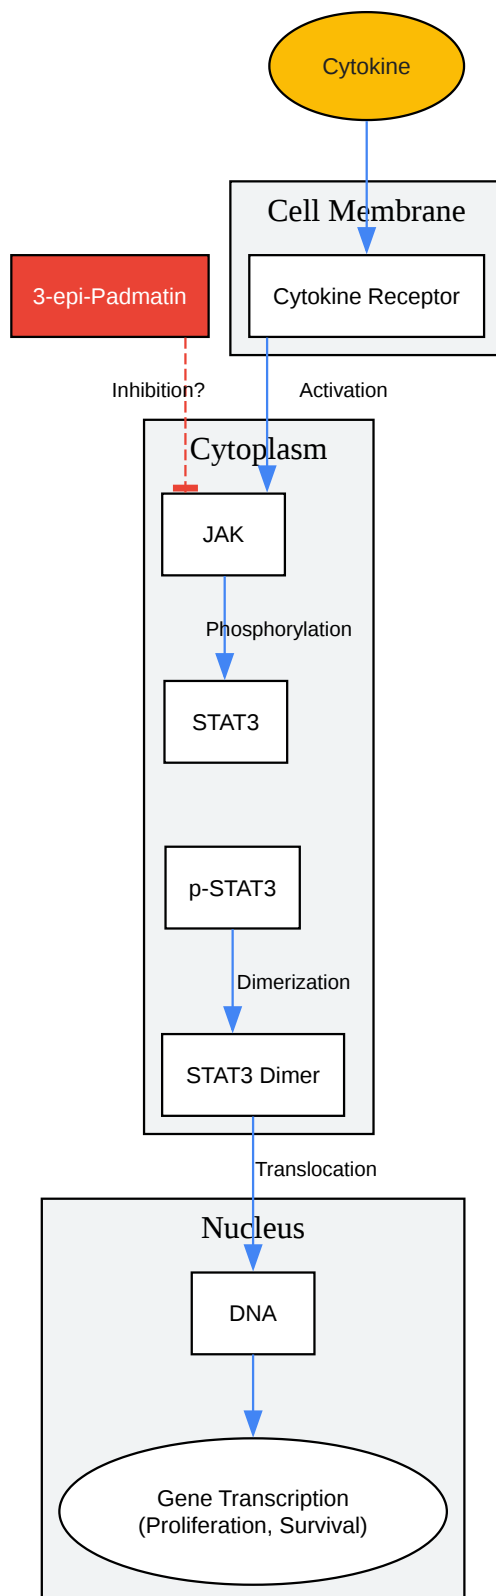 Cytokine
Cell Membrane
3-epi-Padmatin
Cytokine Receptor
Inhibition?
Activation
Cytoplasm
JAK
Phosphorylation
STAT3
p-STAT3
Dimerization
STAT3 Dimer
Translocation
Nucleus
DNA
Gene Transcription
(Proliferation, Survival)